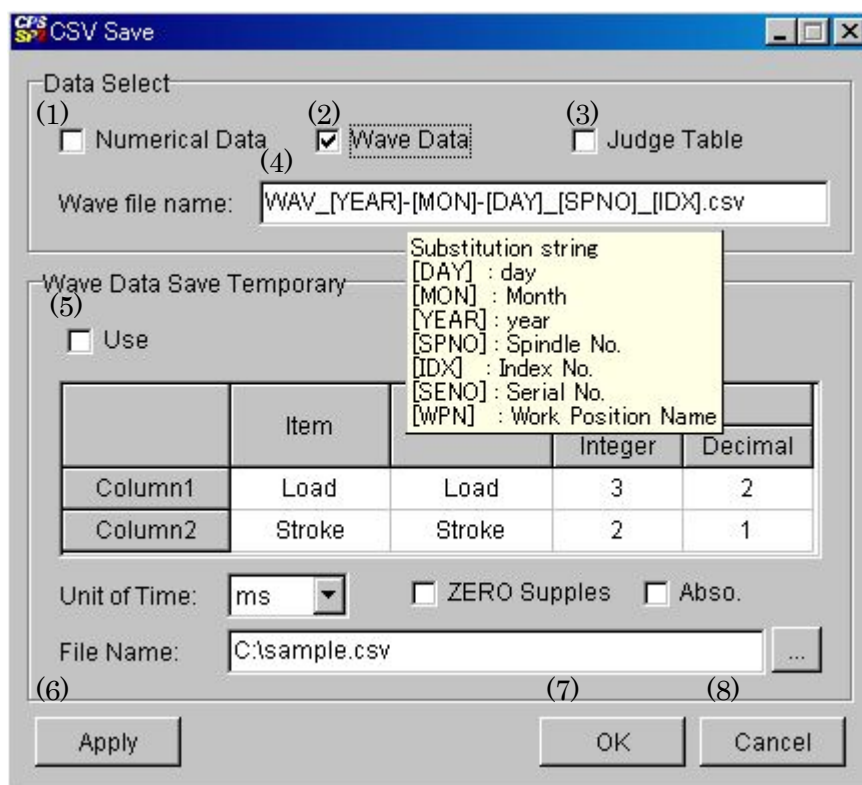 CPS SP CSV Save
Data Select
(1) (2) (3)
Numerical Data Wave Data Judge Table
(4)
Wave file name: WAV_[YEAR]-[MON]-[DAY]_[SPNO]_[IDX].csv
Substitution string
[DAY] : day
[MON] : Month
[YEAR] : year
[SPNO] : Spindle No.
[IDX] : Index No.
[SENO] : Serial No.
[WPN] : Work Position Name
Wave Data Save Temporary
(5)
Use
Item
Integer Decimal
Column1 Load Load 3 2
Column2 Stroke Stroke 2 1
Unit of Time: ms ZERO Supples Abso.
File Name: C:\sample.csv ...
(6) (7) (8)
Apply OK Cancel